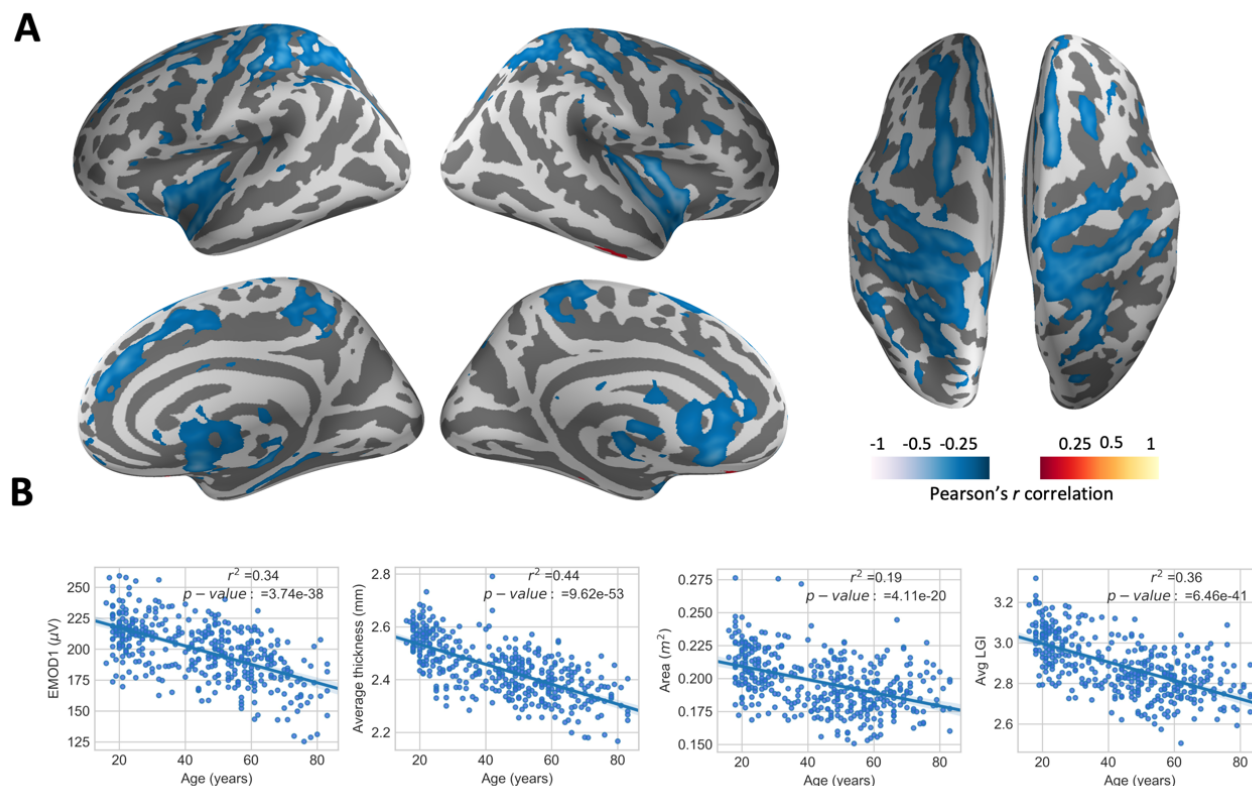 A
-1 -0.5 -0.25
0.25 0.5 1
Pearson's r correlation
B
EMOD1 (µV)
250
225
200
175
150
125
r² =0.34
p − value : =3.74e-38
20 40 60 80
Age (years)
Average thickness (mm)
2.8
2.6
2.4
2.2
r² =0.44
p − value : =9.62e-53
20 40 60 80
Age (years)
Area (m²)
0.275
0.250
0.225
0.200
0.175
0.150
r² =0.19
p − value : =4.11e-20
20 40 60 80
Age (years)
Avg LGI
3.2
3.0
2.8
2.6
r² =0.36
p − value : =6.46e-41
20 40 60 80
Age (years)